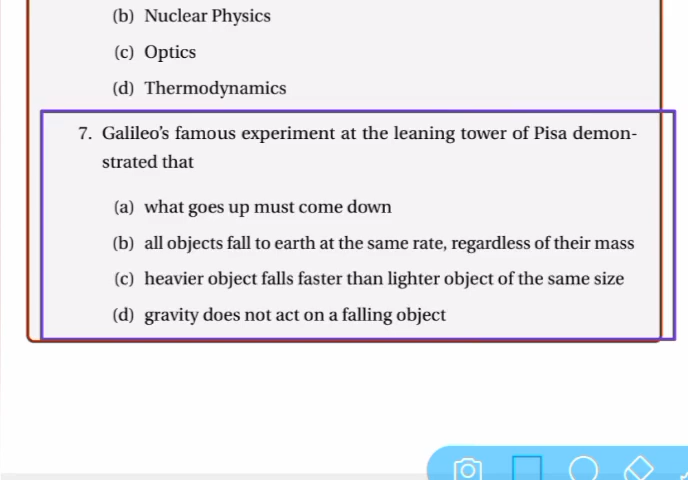 (b) Nuclear Physics
(c) Optics
(d) Thermodynamics
7. Galileo's famous experiment at the leaning tower of Pisa demon-
strated that
(a) what goes up must come down
(b) all objects fall to earth at the same rate, regardless of their mass
(c) heavier object falls faster than lighter object of the same size
(d) gravity does not act on a falling object